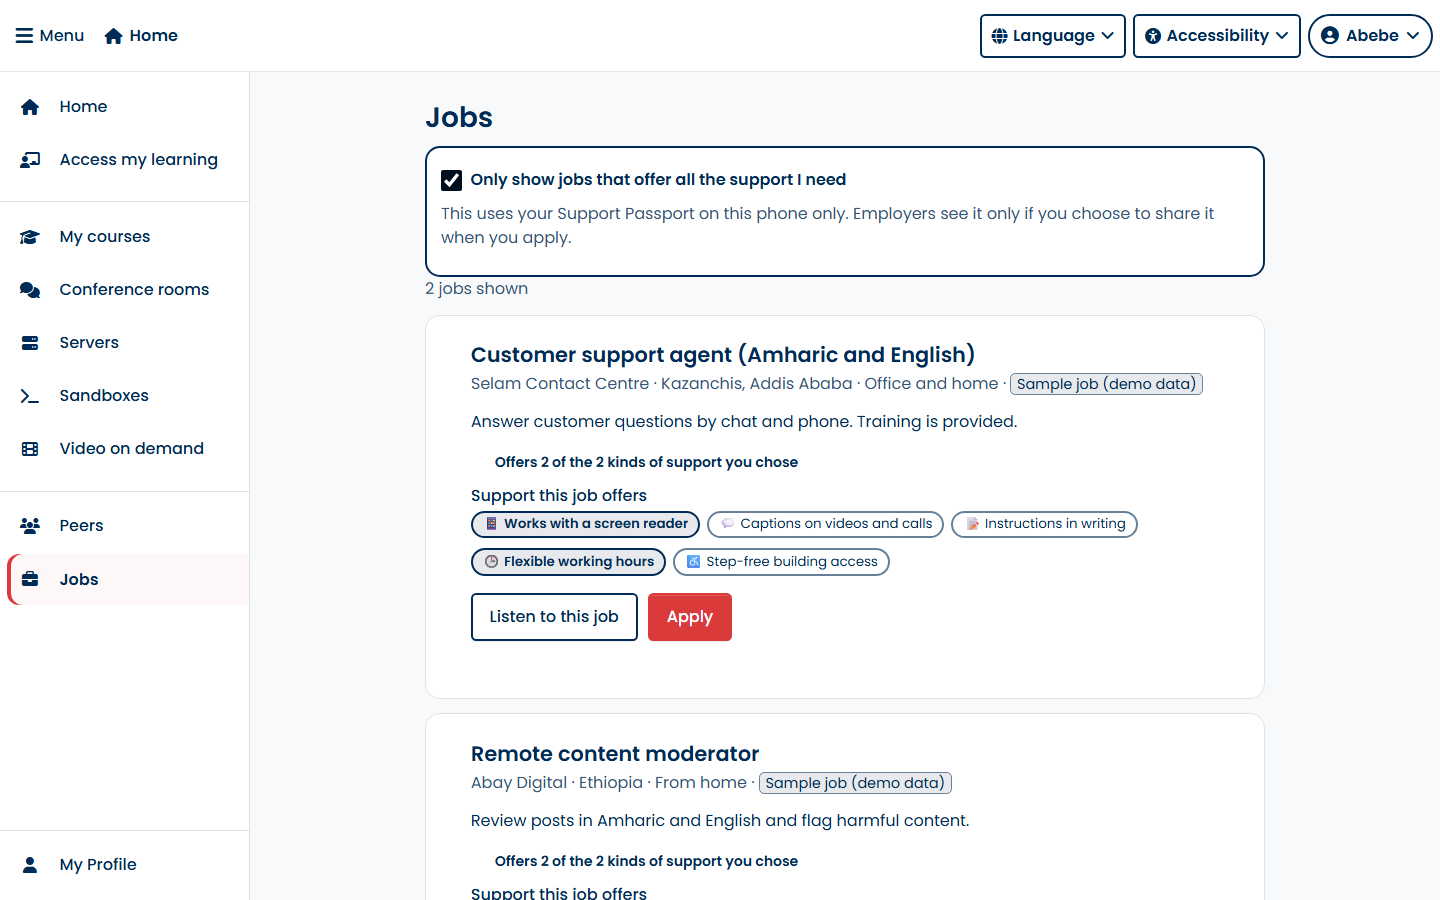 Menu
Home
Language
Accessibility
Abebe
Home
Access my learning
My courses
Conference rooms
Servers
Sandboxes
Video on demand
Peers
Jobs
My Profile
Jobs
Only show jobs that offer all the support I need
This uses your Support Passport on this phone only. Employers see it only if you choose to share it
when you apply.
2 jobs shown
Customer support agent (Amharic and English)
Selam Contact Centre · Kazanchis, Addis Ababa · Office and home · Sample job (demo data)
Answer customer questions by chat and phone. Training is provided.
Offers 2 of the 2 kinds of support you chose
Support this job offers
Works with a screen reader
Captions on videos and calls
Instructions in writing
Flexible working hours
Step-free building access
Listen to this job
Apply
Remote content moderator
Abay Digital · Ethiopia · From home · Sample job (demo data)
Review posts in Amharic and English and flag harmful content.
Offers 2 of the 2 kinds of support you chose
Support this job offers